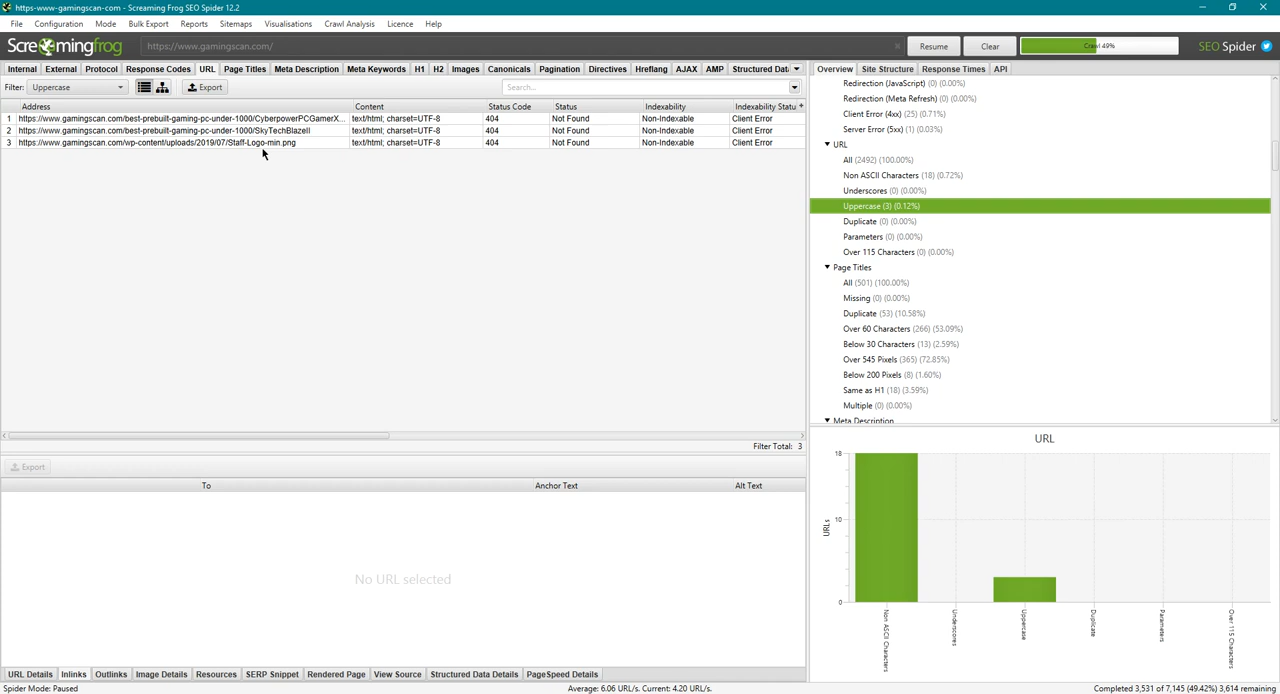 https-www-gamingscan-com - Screaming Frog SEO Spider 12.2
File Configuration Mode Bulk Export Reports Sitemaps Visualisations Crawl Analysis Licence Help
Screamingfrog https://www.gamingscan.com/ Resume Clear Crawl 49% SEO Spider
Internal External Protocol Response Codes URL Page Titles Meta Description Meta Keywords H1 H2 Images Canonicals Pagination Directives Hreflang AJAX AMP Structured Data
Filter: Uppercase Export Search...
Address Content Status Code Status Indexability Indexability Statu
1 https://www.gamingscan.com/best-prebuilt-gaming-pc-under-1000/CyberpowerPCGamerX... text/html; charset=UTF-8 404 Not Found Non-Indexable Client Error
2 https://www.gamingscan.com/best-prebuilt-gaming-pc-under-1000/SkyTechBlazeII text/html; charset=UTF-8 404 Not Found Non-Indexable Client Error
3 https://www.gamingscan.com/wp-content/uploads/2019/07/Staff-Logo-min.png text/html; charset=UTF-8 404 Not Found Non-Indexable Client Error
Filter Total: 3
Export
To Anchor Text Alt Text
No URL selected
URL Details Inlinks Outlinks Image Details Resources SERP Snippet Rendered Page View Source Structured Data Details PageSpeed Details
Overview Site Structure Response Times API
Redirection (JavaScript) (0) (0.00%)
Redirection (Meta Refresh) (0) (0.00%)
Client Error (4xx) (25) (0.71%)
Server Error (5xx) (1) (0.03%)
URL
All (2492) (100.00%)
Non ASCII Characters (18) (0.72%)
Underscores (0) (0.00%)
Uppercase (3) (0.12%)
Duplicate (0) (0.00%)
Parameters (0) (0.00%)
Over 115 Characters (0) (0.00%)
Page Titles
All (501) (100.00%)
Missing (0) (0.00%)
Duplicate (53) (10.58%)
Over 60 Characters (266) (53.09%)
Below 30 Characters (13) (2.59%)
Over 545 Pixels (365) (72.85%)
Below 200 Pixels (8) (1.60%)
Same as H1 (18) (3.59%)
Multiple (0) (0.00%)
Meta Description
URL
18
10
0
URLs
Non ASCII Characters
Underscores
Uppercase
Duplicate
Parameters
Over 115 Characters
Spider Mode: Paused Average: 6.06 URL/s. Current: 4.20 URL/s. Completed 3,531 of 7,145 (49.42%) 3,614 remaining